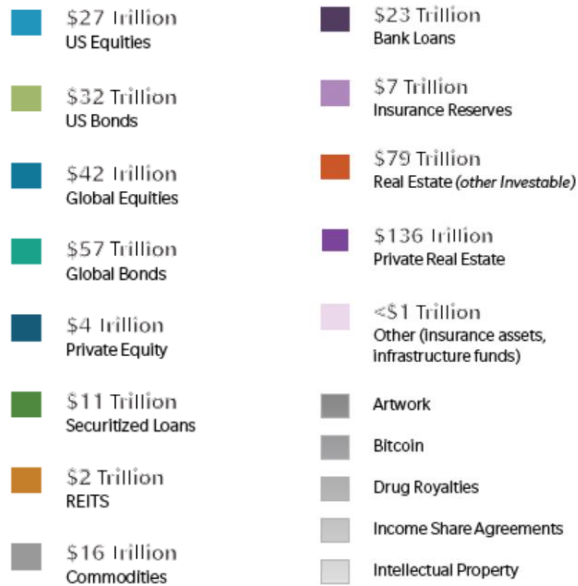 $27 Trillion
US Equities
$32 Trillion
US Bonds
$42 Trillion
Global Equities
$57 Trillion
Global Bonds
$4 Trillion
Private Equity
$11 Trillion
Securitized Loans
$2 Trillion
REITS
$16 Trillion
Commodities
$23 Trillion
Bank Loans
$7 Trillion
Insurance Reserves
$79 Trillion
Real Estate (other Investable)
$136 Trillion
Private Real Estate
<$1 Trillion
Other (insurance assets,
infrastructure funds)
Artwork
Bitcoin
Drug Royalties
Income Share Agreements
Intellectual Property